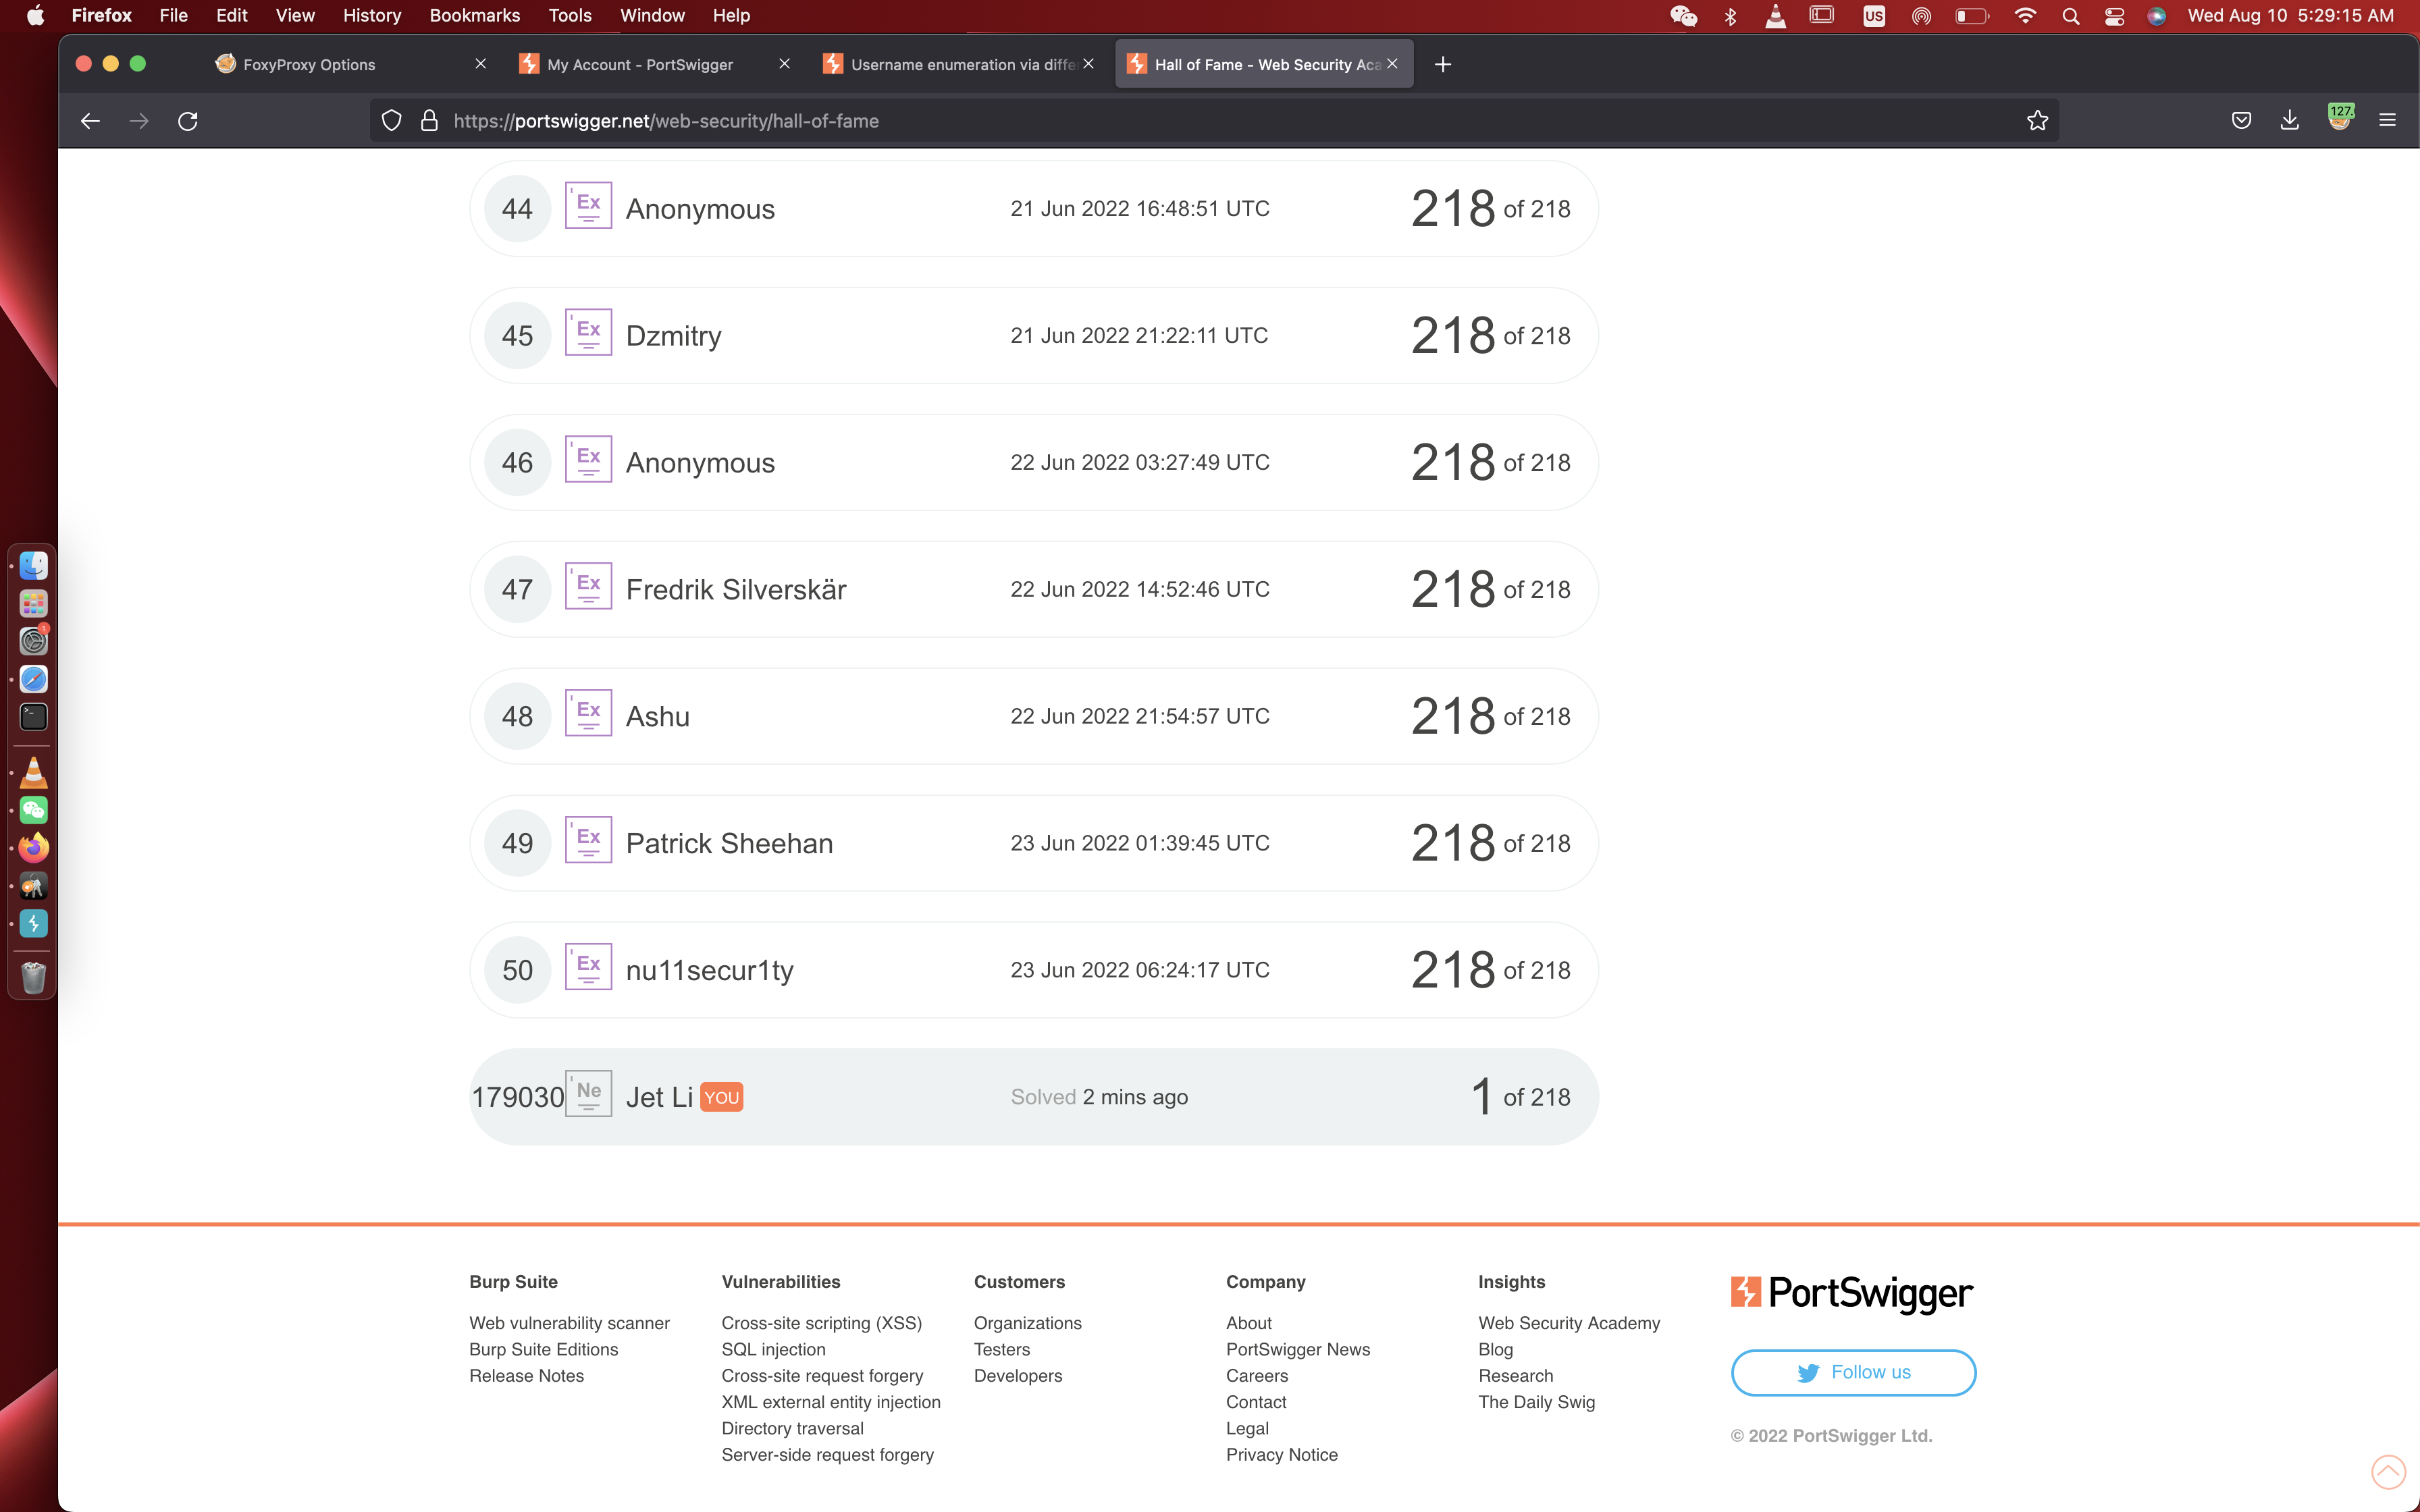 Firefox File Edit View History Bookmarks Tools Window Help US Wed Aug 10 5:29:15 AM
FoxyProxy Options My Account - PortSwigger Username enumeration via diffe Hall of Fame - Web Security Aca
https://portswigger.net/web-security/hall-of-fame 127.
44 Ex Anonymous 21 Jun 2022 16:48:51 UTC 218 of 218
45 Ex Dzmitry 21 Jun 2022 21:22:11 UTC 218 of 218
46 Ex Anonymous 22 Jun 2022 03:27:49 UTC 218 of 218
47 Ex Fredrik Silverskär 22 Jun 2022 14:52:46 UTC 218 of 218
48 Ex Ashu 22 Jun 2022 21:54:57 UTC 218 of 218
49 Ex Patrick Sheehan 23 Jun 2022 01:39:45 UTC 218 of 218
50 Ex nu11secur1ty 23 Jun 2022 06:24:17 UTC 218 of 218
179030 Ne Jet Li YOU Solved 2 mins ago 1 of 218
Burp Suite
Web vulnerability scanner
Burp Suite Editions
Release Notes
Vulnerabilities
Cross-site scripting (XSS)
SQL injection
Cross-site request forgery
XML external entity injection
Directory traversal
Server-side request forgery
Customers
Organizations
Testers
Developers
Company
About
PortSwigger News
Careers
Contact
Legal
Privacy Notice
Insights
Web Security Academy
Blog
Research
The Daily Swig
PortSwigger
Follow us
© 2022 PortSwigger Ltd.